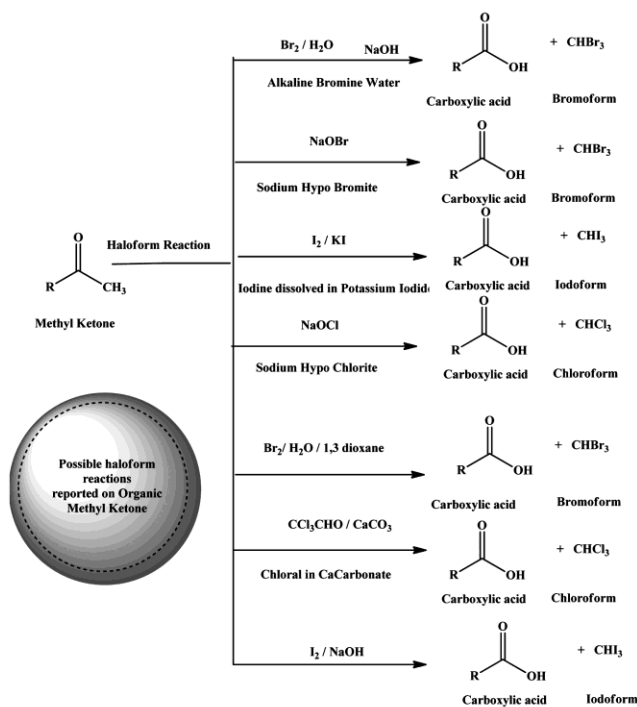 Br2 / H2O NaOH
Alkaline Bromine Water
O
R OH
+ CHBr3
Carboxylic acid Bromoform
NaOBr
Sodium Hypo Bromite
O
R OH
+ CHBr3
Carboxylic acid Bromoform
O
R CH3
Methyl Ketone
Haloform Reaction
I2 / KI
Iodine dissolved in Potassium Iodide
O
R OH
+ CHI3
Carboxylic acid Iodoform
NaOCl
Sodium Hypo Chlorite
O
R OH
+ CHCl3
Carboxylic acid Chloroform
Possible haloform
reactions
reported on Organic
Methyl Ketone
Br2/ H2O / 1,3 dioxane
O
R OH
+ CHBr3
Carboxylic acid Bromoform
CCl3CHO / CaCO3
Chloral in CaCarbonate
O
R OH
+ CHCl3
Carboxylic acid Chloroform
I2 / NaOH
O
R OH
+ CHI3
Carboxylic acid Iodoform